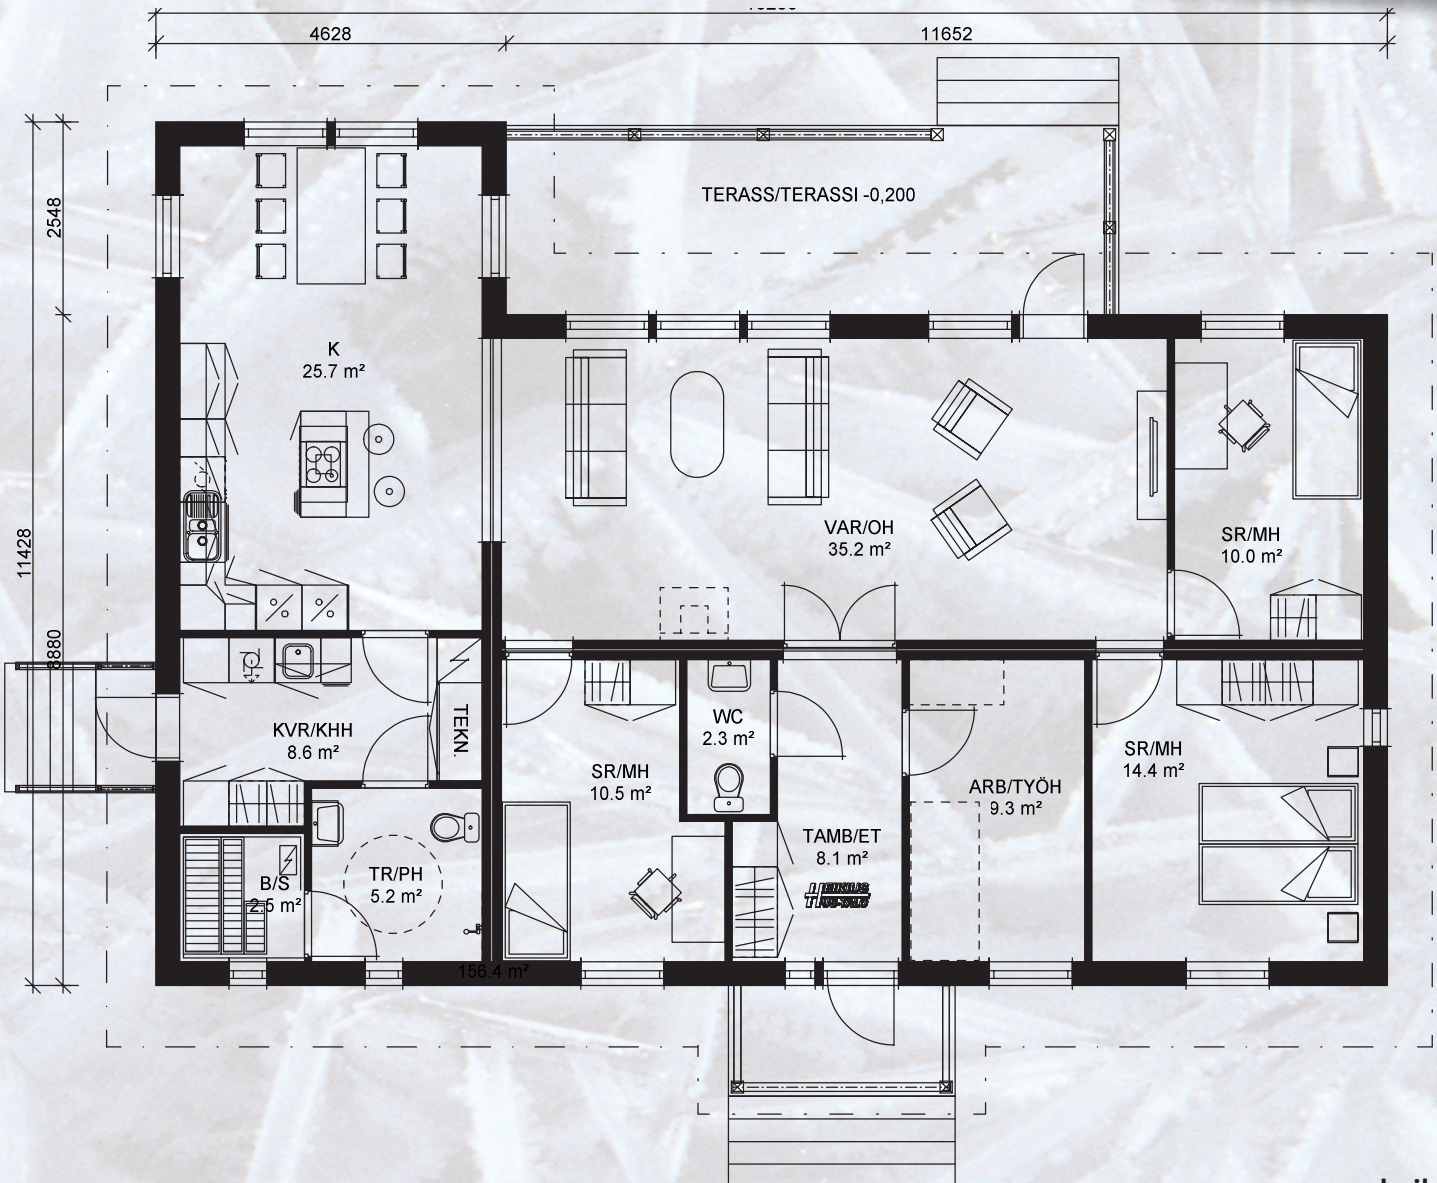 4628
11652
2548
TERASS/TERASSI -0,200
K
25.7 m²
VAR/OH
35.2 m²
SR/MH
10.0 m²
11428
8880
KVR/KHH
8.6 m²
TEKN.
WC
2.3 m²
SR/MH
10.5 m²
SR/MH
14.4 m²
ARB/TYÖH
9.3 m²
TAMB/ET
8.1 m²
B/S
2.5 m²
TR/PH
5.2 m²
156.4 m²